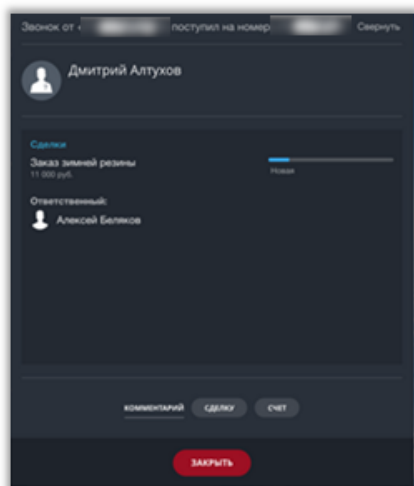 Звонок от поступил на номер Свернуть
Дмитрий Алтухов
Сделки
Заказ зимней резины
11 000 руб.
Новая
Ответственный:
Алексей Беляков
КОММЕНТАРИЙ СДЕЛКУ СЧЕТ
ЗАКРЫТЬ